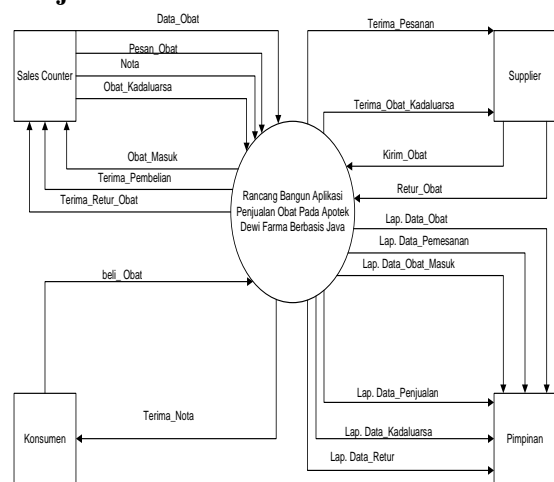 Data_Obat
Pesan_Obat
Nota
Obat_Kadaluarsa
Sales Counter
Obat_Masuk
Terima_Pembelian
Terima_Retur_Obat
Terima_Pesanan
Supplier
Terima_Obat_Kadaluarsa
Kirim_Obat
Retur_Obat
Rancang Bangun Aplikasi
Penjualan Obat Pada Apotek
Dewi Farma Berbasis Java
Lap. Data_Obat
Lap. Data_Pemesanan
Lap. Data_Obat_Masuk
beli_Obat
Konsumen
Terima_Nota
Lap. Data_Penjualan
Lap. Data_Kadaluarsa
Lap. Data_Retur
Pimpinan